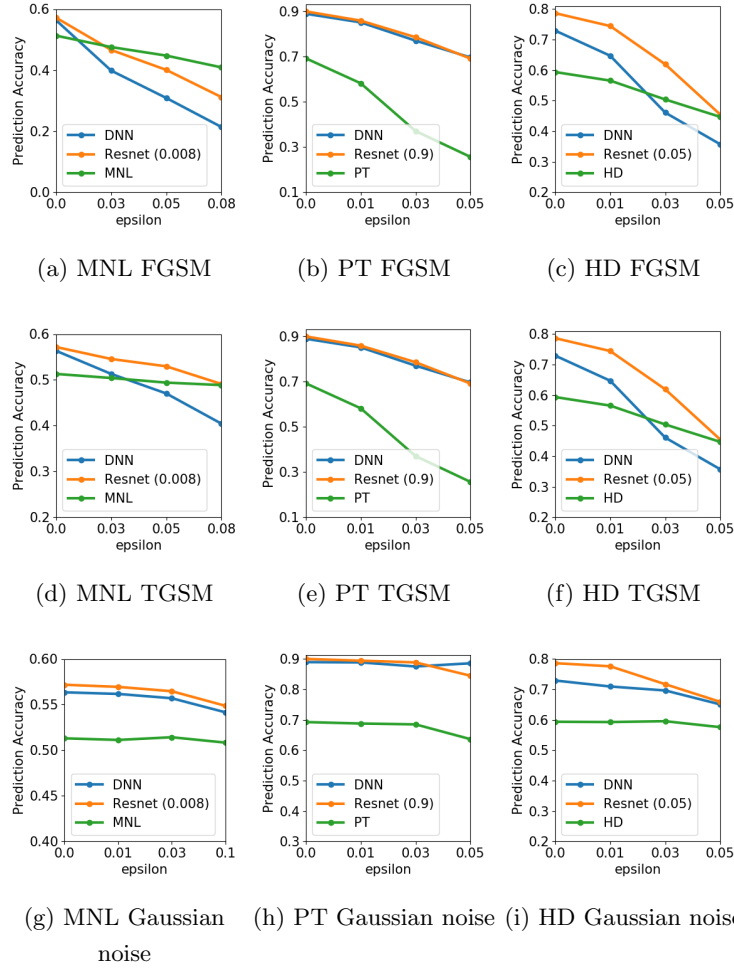 0.6
0.4
0.2
0.0
Prediction Accuracy
DNN
Resnet (0.008)
MNL
0.0 0.03 0.05 0.08
epsilon
(a) MNL FGSM
0.9
0.7
0.5
0.3
0.1
Prediction Accuracy
DNN
Resnet (0.9)
PT
0.0 0.01 0.03 0.05
epsilon
(b) PT FGSM
0.8
0.7
0.6
0.5
0.4
0.3
0.2
Prediction Accuracy
DNN
Resnet (0.05)
HD
0.0 0.01 0.03 0.05
epsilon
(c) HD FGSM
0.6
0.5
0.4
0.3
0.2
Prediction Accuracy
DNN
Resnet (0.008)
MNL
0.0 0.03 0.05 0.08
epsilon
(d) MNL TGSM
0.9
0.7
0.5
0.3
0.1
Prediction Accuracy
DNN
Resnet (0.9)
PT
0.0 0.01 0.03 0.05
epsilon
(e) PT TGSM
0.8
0.7
0.6
0.5
0.4
0.3
0.2
Prediction Accuracy
DNN
Resnet (0.05)
HD
0.0 0.01 0.03 0.05
epsilon
(f) HD TGSM
0.60
0.55
0.50
0.45
0.40
Prediction Accuracy
DNN
Resnet (0.008)
MNL
0.0 0.01 0.03 0.1
epsilon
(g) MNL Gaussian
noise
0.9
0.8
0.7
0.6
0.5
0.4
0.3
Prediction Accuracy
DNN
Resnet (0.9)
PT
0.0 0.01 0.03 0.05
epsilon
(h) PT Gaussian noise
0.8
0.7
0.6
0.5
0.4
0.3
0.2
Prediction Accuracy
DNN
Resnet (0.05)
HD
0.0 0.01 0.03 0.05
epsilon
(i) HD Gaussian noise